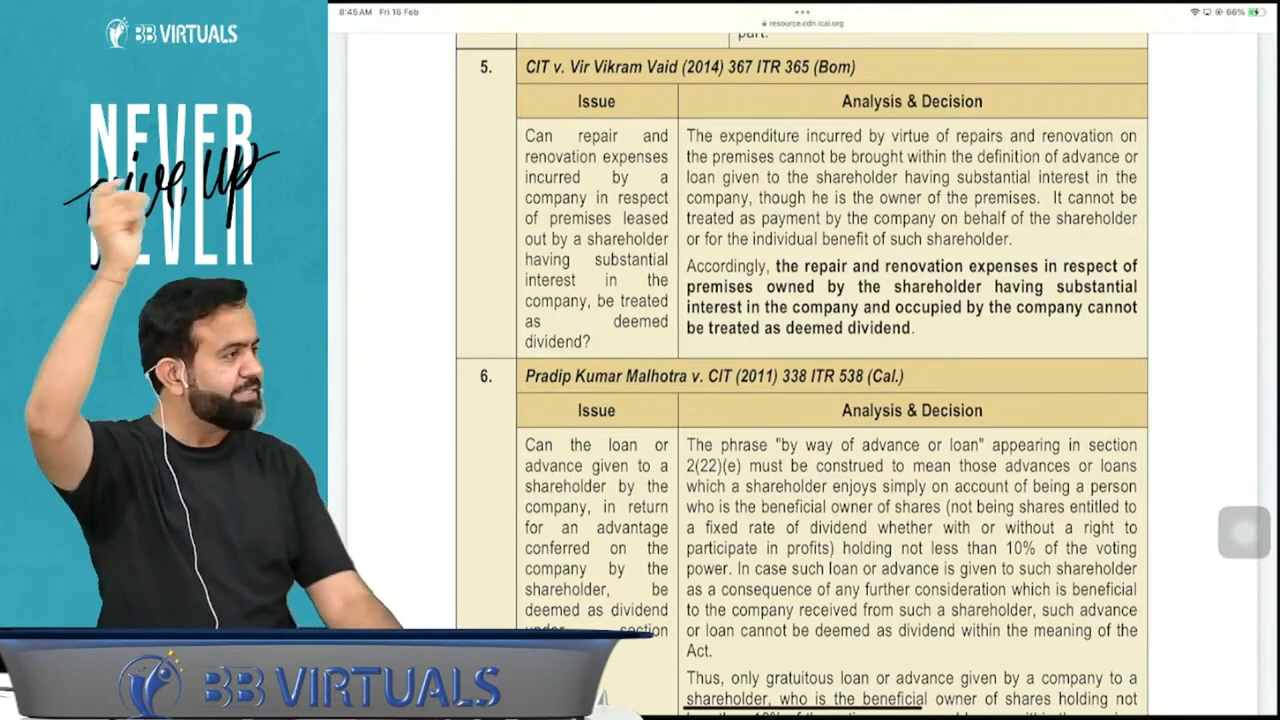 BB VIRTUALS
NEVER
give up
NEVER
8:45 AM Fri 16 Feb
resource.cdn.icai.org
66%
part.
5.
CIT v. Vir Vikram Vaid (2014) 367 ITR 365 (Bom)
Issue
Analysis & Decision
Can repair and
renovation expenses
incurred by a
company in respect
of premises leased
out by a shareholder
having substantial
interest in the
company, be treated
as deemed
dividend?
The expenditure incurred by virtue of repairs and renovation on
the premises cannot be brought within the definition of advance or
loan given to the shareholder having substantial interest in the
company, though he is the owner of the premises. It cannot be
treated as payment by the company on behalf of the shareholder
or for the individual benefit of such shareholder.
Accordingly, the repair and renovation expenses in respect of
premises owned by the shareholder having substantial
interest in the company and occupied by the company cannot
be treated as deemed dividend.
6.
Pradip Kumar Malhotra v. CIT (2011) 338 ITR 538 (Cal.)
Issue
Analysis & Decision
Can the loan or
advance given to a
shareholder by the
company, in return
for an advantage
conferred on the
company by the
shareholder, be
deemed as dividend
under section
The phrase "by way of advance or loan" appearing in section
2(22)(e) must be construed to mean those advances or loans
which a shareholder enjoys simply on account of being a person
who is the beneficial owner of shares (not being shares entitled to
a fixed rate of dividend whether with or without a right to
participate in profits) holding not less than 10% of the voting
power. In case such loan or advance is given to such shareholder
as a consequence of any further consideration which is beneficial
to the company received from such a shareholder, such advance
or loan cannot be deemed as dividend within the meaning of the
Act.
Thus, only gratuitous loan or advance given by a company to a
shareholder, who is the beneficial owner of shares holding not
BB VIRTUALS